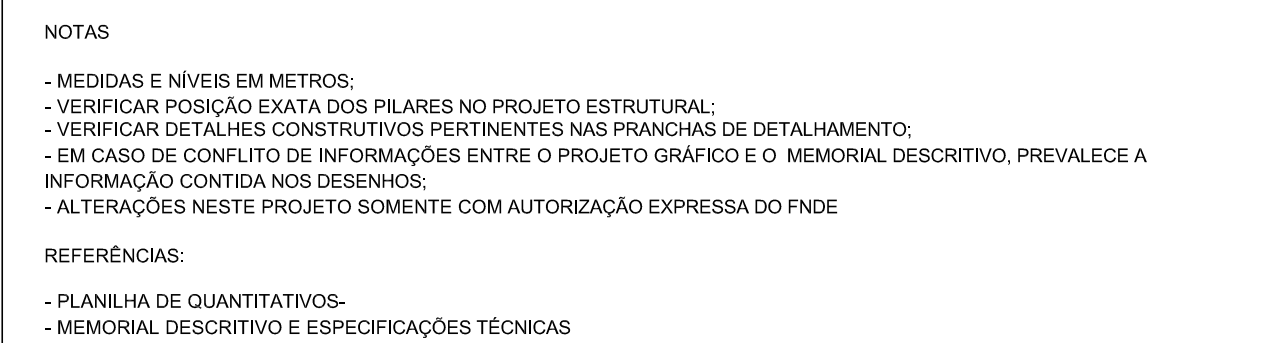 NOTAS
- MEDIDAS E NÍVEIS EM METROS;
- VERIFICAR POSIÇÃO EXATA DOS PILARES NO PROJETO ESTRUTURAL;
- VERIFICAR DETALHES CONSTRUTIVOS PERTINENTES NAS PRANCHAS DE DETALHAMENTO;
- EM CASO DE CONFLITO DE INFORMAÇÕES ENTRE O PROJETO GRÁFICO E O  MEMORIAL DESCRITIVO, PREVALECE A
INFORMAÇÃO CONTIDA NOS DESENHOS;
- ALTERAÇÕES NESTE PROJETO SOMENTE COM AUTORIZAÇÃO EXPRESSA DO FNDE
REFERÊNCIAS:
- PLANILHA DE QUANTITATIVOS-
- MEMORIAL DESCRITIVO E ESPECIFICAÇÕES TÉCNICAS